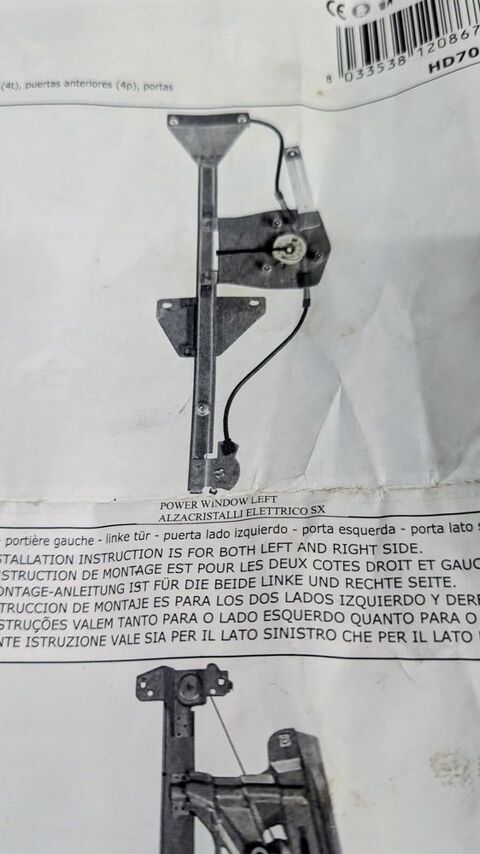 CE
8 033538 120867
HD70
(4t), puertas anteriores (4p), portas
POWER WINDOW LEFT
ALZACRISTALLI ELETTRICO SX
portière gauche - linke tür - puerta lado izquierdo - porta esquerda - porta lato s
STALLATION INSTRUCTION IS FOR BOTH LEFT AND RIGHT SIDE.
NSTRUCTION DE MONTAGE EST POUR LES DEUX COTES DROIT ET GAUC
ONTAGE-ANLEITUNG IST FÜR DIE BEIDE LINKE UND RECHTE SEITE.
TRUCCION DE MONTAJE ES PARA LOS DOS LADOS IZQUIERDO Y DERE
STRUÇÕES VALEM TANTO PARA O LADO ESQUERDO QUANTO PARA O
NTE ISTRUZIONE VALE SIA PER IL LATO SINISTRO CHE PER IL LATO